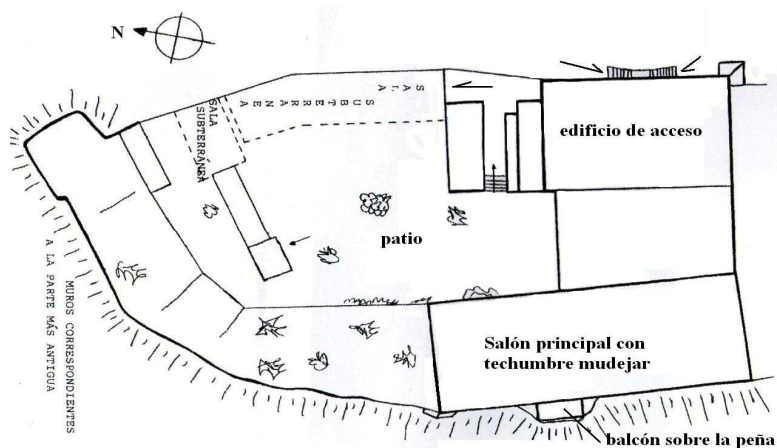 N
SALA
SUBTERRANEA
SALA
SUBTERRÁNEA
edificio de acceso
patio
MUROS CORRESPONDIENTES
A LA PARTE MÁS ANTIGUA
Salón principal con
techumbre mudejar
balcón sobre la peña